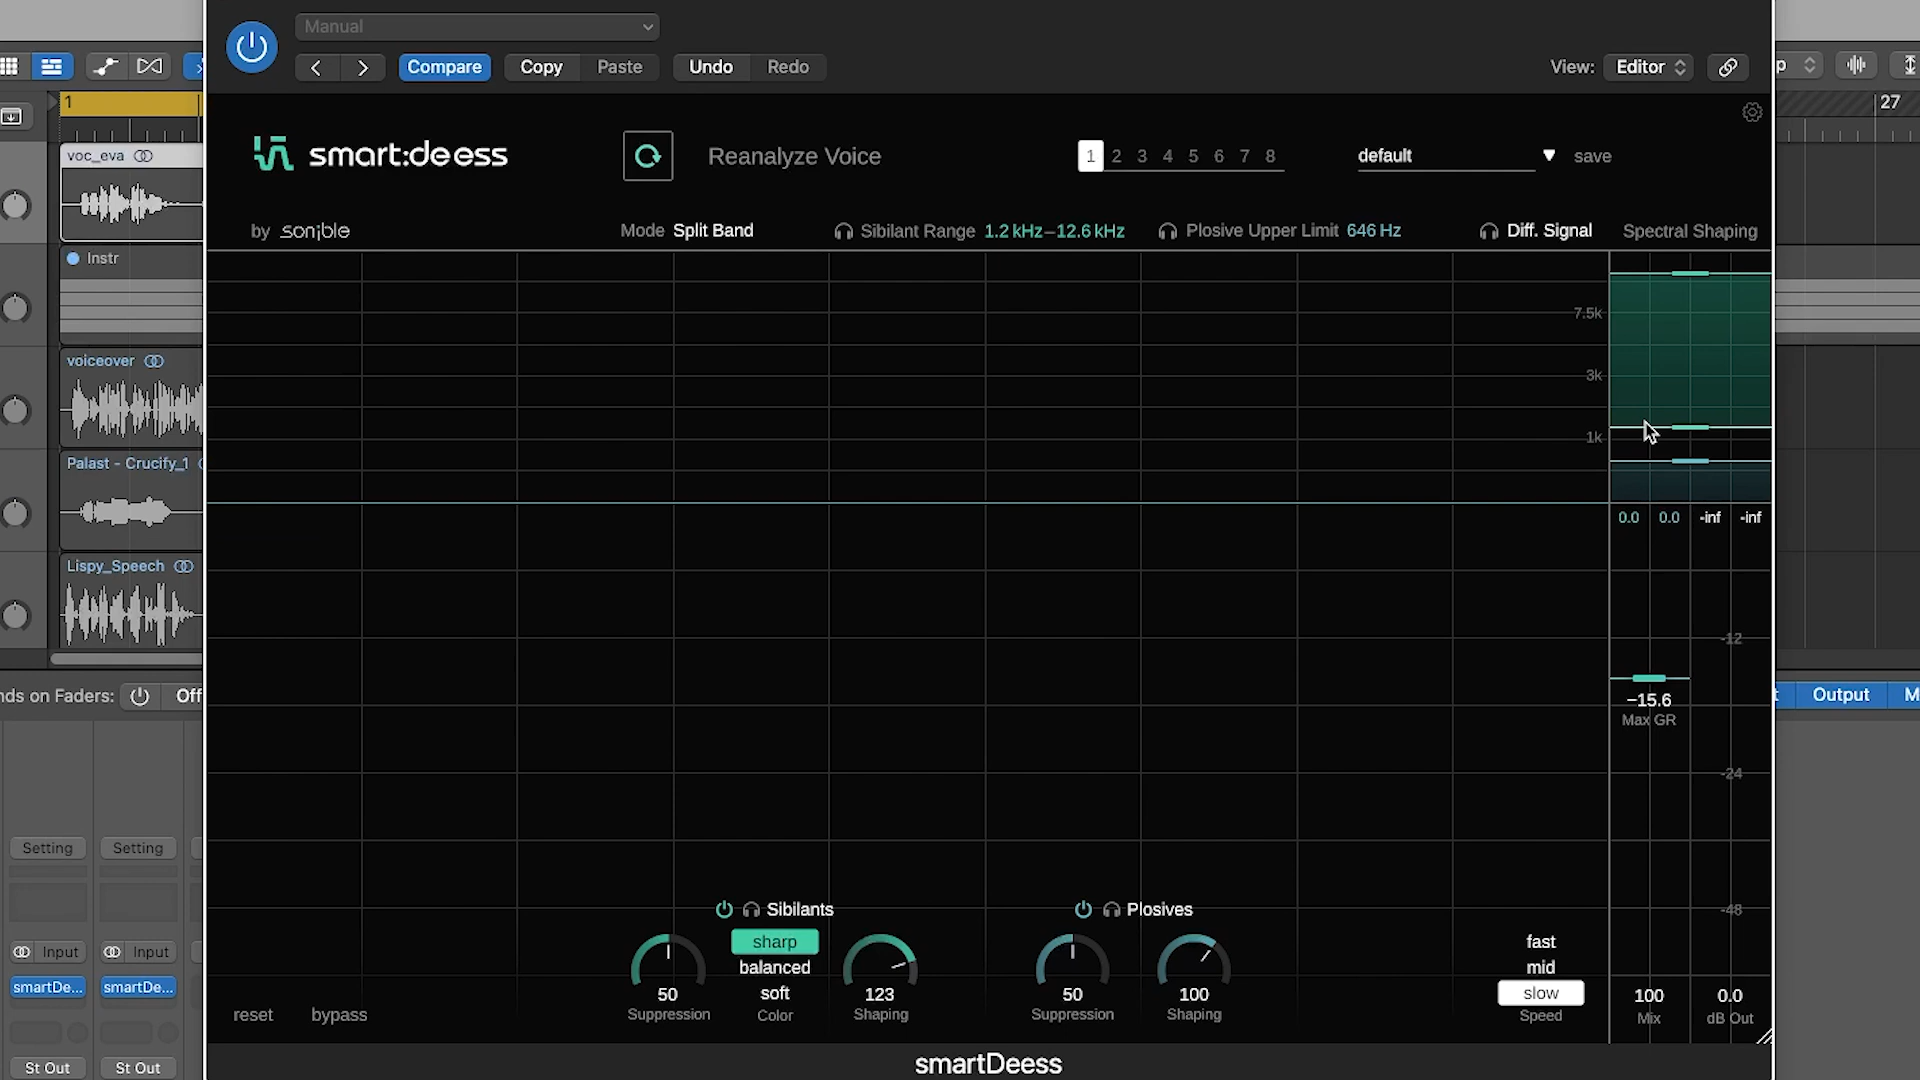 Manual
Compare
Copy
Paste
Undo
Redo
View:
Editor
1
27
smart:deess
Reanalyze Voice
1 2 3 4 5 6 7 8
default
save
by sonible
Mode Split Band
Sibilant Range 1.2 kHz–12.6 kHz
Plosive Upper Limit 646 Hz
Diff. Signal
Spectral Shaping
voc_eva
Instr
voiceover
Palast - Crucify_1
Lispy_Speech
7.5k
3k
1k
0.0 0.0 -inf -inf
-12
-24
-48
−15.6
Max GR
nds on Faders:
Off
Output
M
Setting
Setting
Input
Input
smartDe...
smartDe...
St Out
St Out
Sibilants
50
Suppression
sharp
balanced
soft
Color
123
Shaping
Plosives
50
Suppression
100
Shaping
fast
mid
slow
Speed
100
Mix
0.0
dB Out
reset
bypass
smartDeess